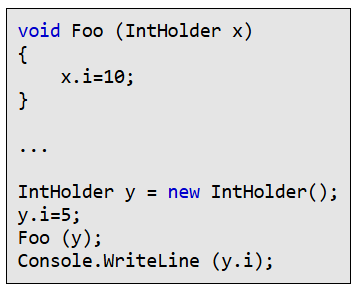 void Foo (IntHolder x)
{
    x.i=10;
}
...
IntHolder y = new IntHolder();
y.i=5;
Foo (y);
Console.WriteLine (y.i);